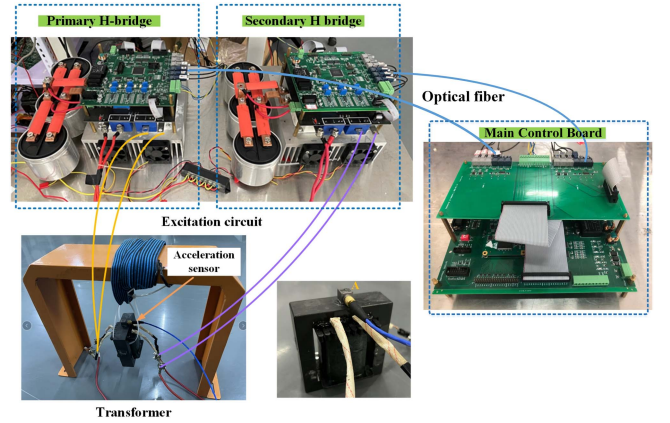 Primary H-bridge
Secondary H bridge
Optical fiber
Main Control Board
Excitation circuit
Acceleration
sensor
A
Transformer